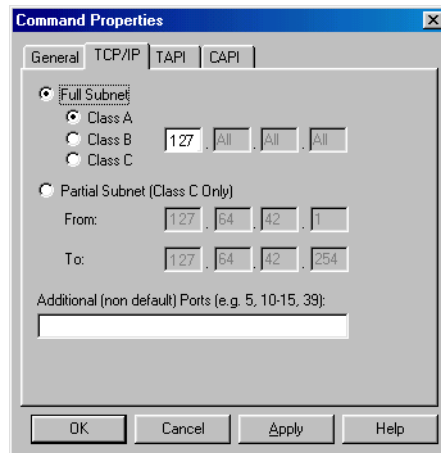 Command Properties
General TCP/IP TAPI CAPI
Full Subnet
Class A
Class B 127 . All . All . All
Class C
Partial Subnet (Class C Only)
From: 127 . 64 . 42 . 1
To: 127 . 64 . 42 . 254
Additional (non default) Ports (e.g. 5, 10-15, 39):
OK Cancel Apply Help